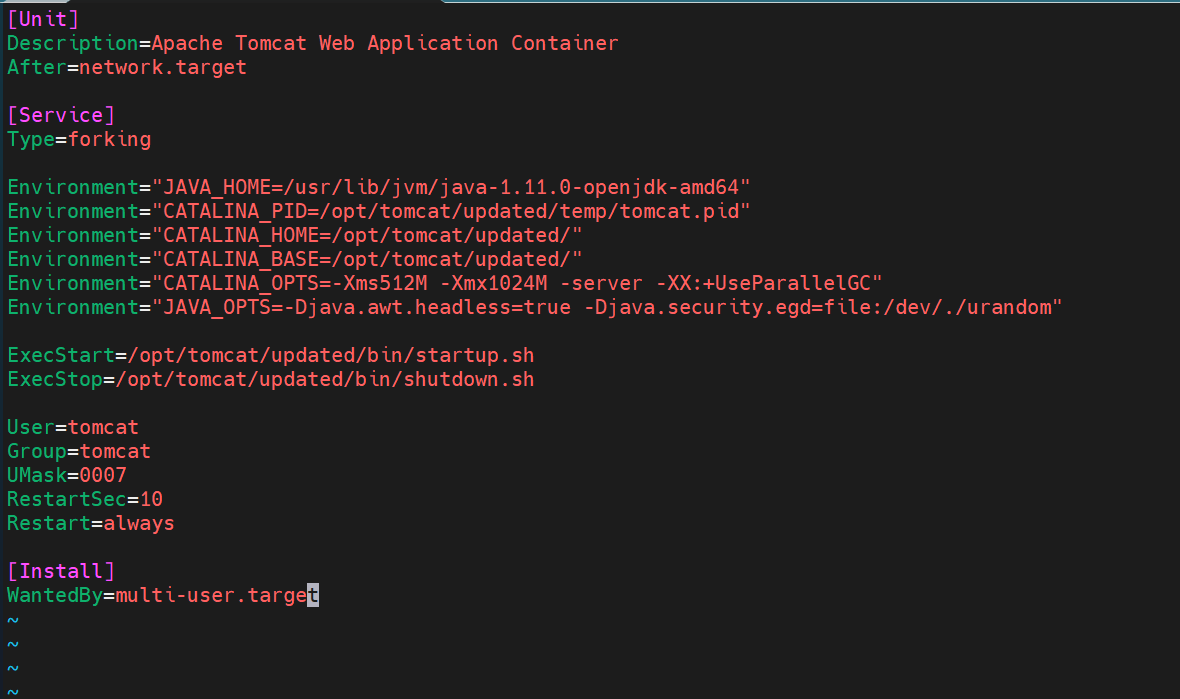 [Unit]
Description=Apache Tomcat Web Application Container
After=network.target
[Service]
Type=forking
Environment="JAVA_HOME=/usr/lib/jvm/java-1.11.0-openjdk-amd64"
Environment="CATALINA_PID=/opt/tomcat/updated/temp/tomcat.pid"
Environment="CATALINA_HOME=/opt/tomcat/updated/"
Environment="CATALINA_BASE=/opt/tomcat/updated/"
Environment="CATALINA_OPTS=-Xms512M -Xmx1024M -server -XX:+UseParallelGC"
Environment="JAVA_OPTS=-Djava.awt.headless=true -Djava.security.egd=file:/dev/./urandom"
ExecStart=/opt/tomcat/updated/bin/startup.sh
ExecStop=/opt/tomcat/updated/bin/shutdown.sh
User=tomcat
Group=tomcat
UMask=0007
RestartSec=10
Restart=always
[Install]
WantedBy=multi-user.target
~
~
~
~